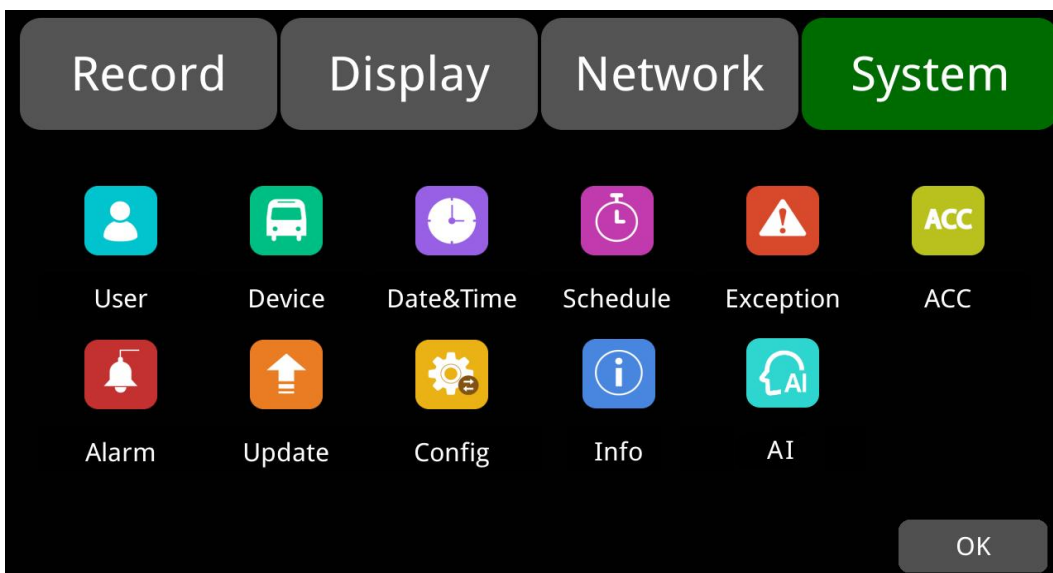 Record Display Network System
ACC
User Device Date&Time Schedule Exception ACC
AI
Alarm Update Config Info AI
OK